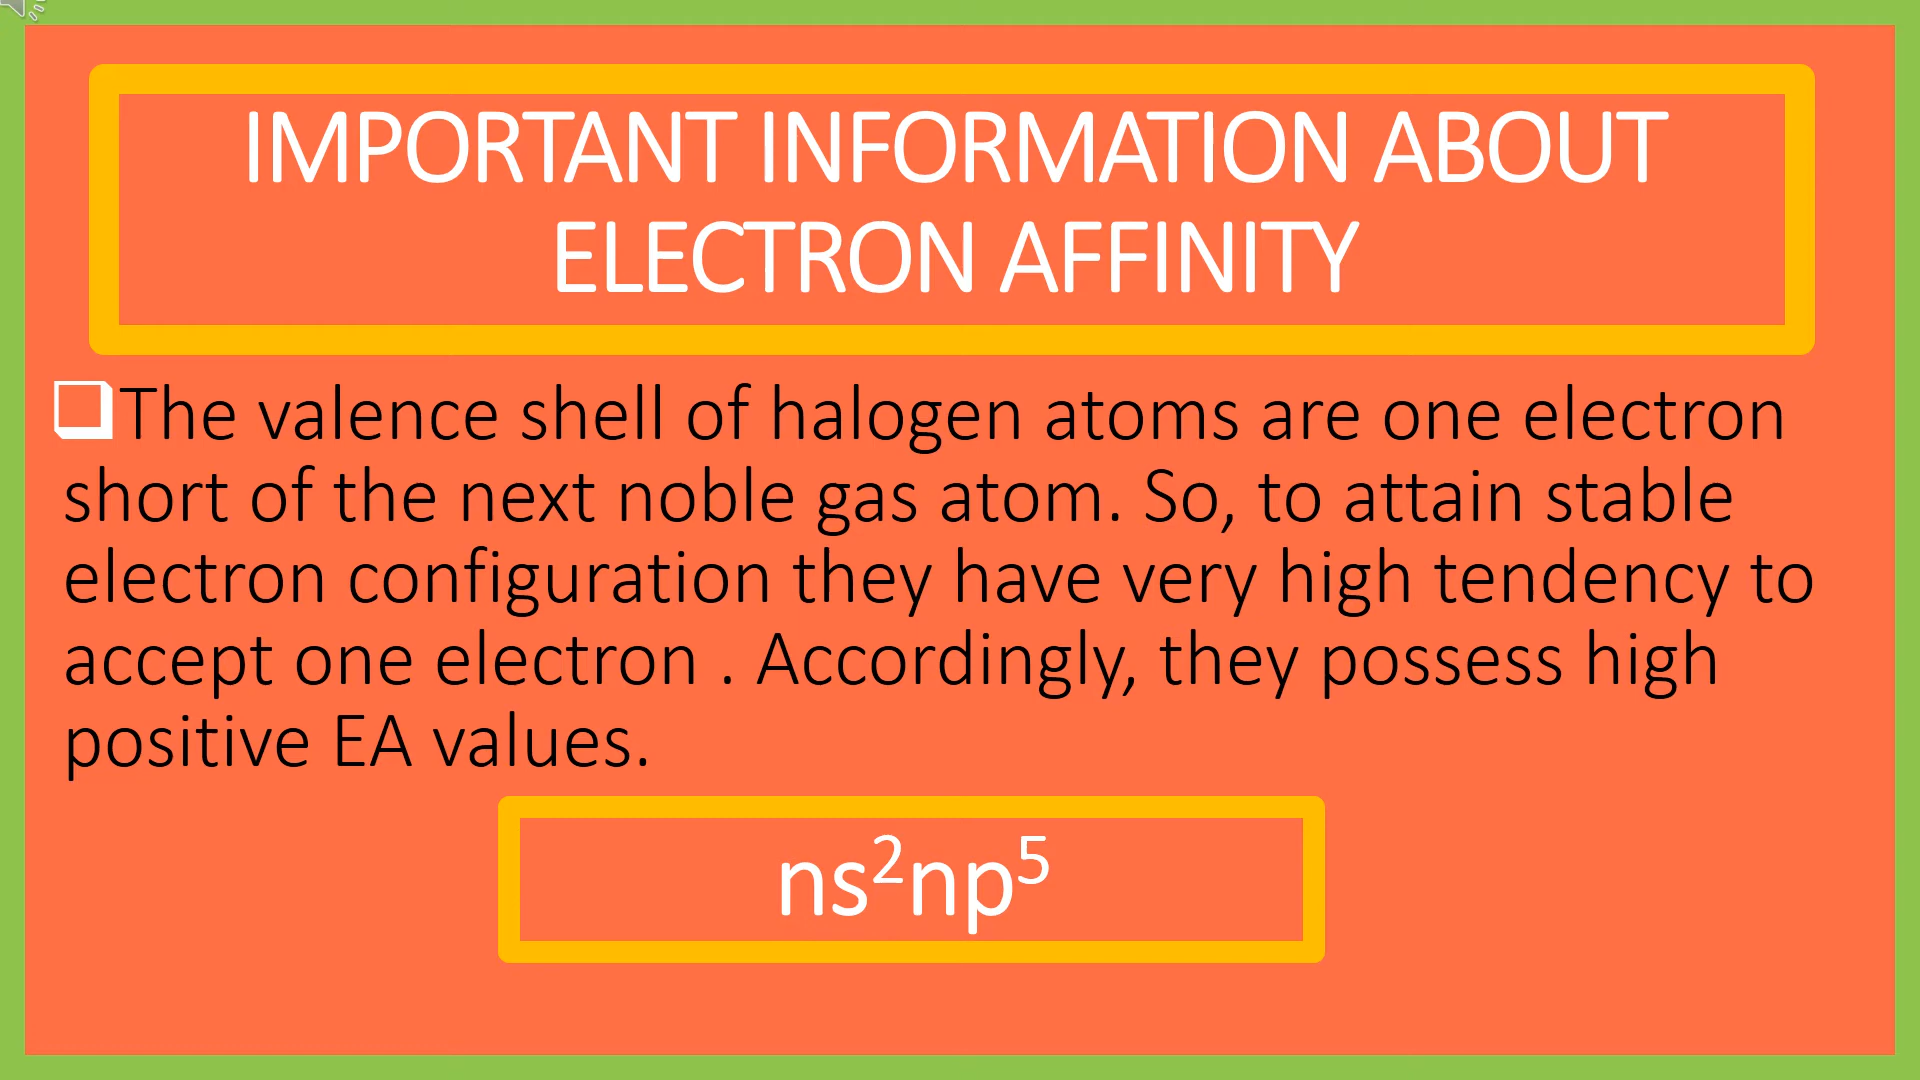 IMPORTANT INFORMATION ABOUT
ELECTRON AFFINITY
The valence shell of halogen atoms are one electron
short of the next noble gas atom. So, to attain stable
electron configuration they have very high tendency to
accept one electron . Accordingly, they possess high
positive EA values.
ns²np⁵